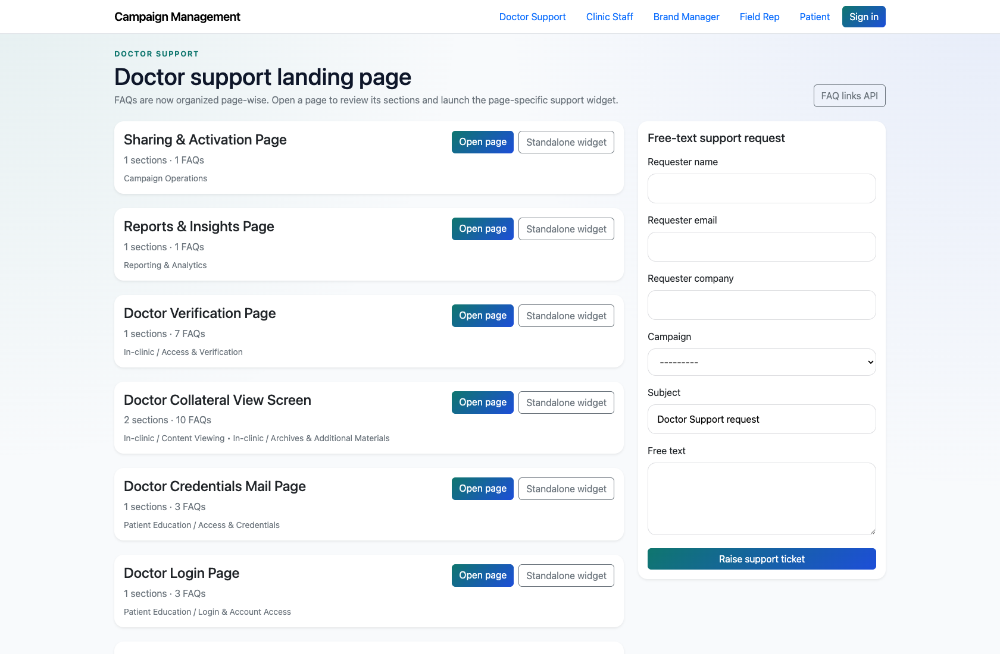 Campaign Management
Doctor Support
Clinic Staff
Brand Manager
Field Rep
Patient
Sign in
DOCTOR SUPPORT
Doctor support landing page
FAQs are now organized page-wise. Open a page to review its sections and launch the page-specific support widget.
FAQ links API
Sharing & Activation Page
Open page
Standalone widget
1 sections · 1 FAQs
Campaign Operations
Reports & Insights Page
Open page
Standalone widget
1 sections · 1 FAQs
Reporting & Analytics
Doctor Verification Page
Open page
Standalone widget
1 sections · 7 FAQs
In-clinic / Access & Verification
Doctor Collateral View Screen
Open page
Standalone widget
2 sections · 10 FAQs
In-clinic / Content Viewing • In-clinic / Archives & Additional Materials
Doctor Credentials Mail Page
Open page
Standalone widget
1 sections · 3 FAQs
Patient Education / Access & Credentials
Doctor Login Page
Open page
Standalone widget
1 sections · 3 FAQs
Patient Education / Login & Account Access
Free-text support request
Requester name
Requester email
Requester company
Campaign
---------
Subject
Doctor Support request
Free text
Raise support ticket